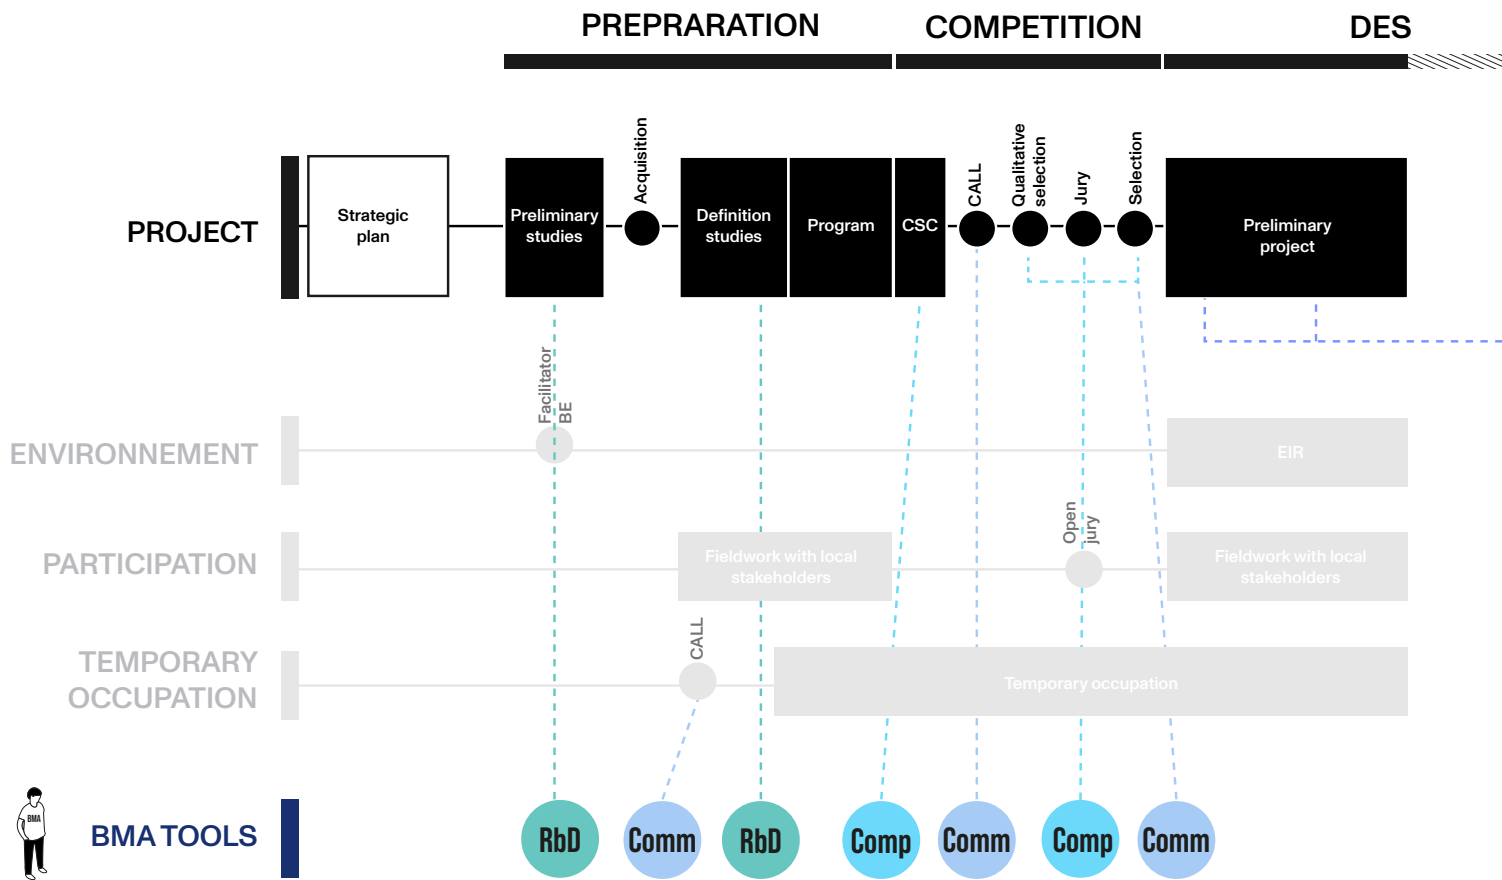 PREPRARATION
COMPETITION
DES
PROJECT
Strategic
plan
Preliminary
studies
Acquisition
Definition
studies
Program
CSC
CALL
Qualitative
selection
Jury
Selection
Preliminary
project
ENVIRONNEMENT
Facilitator
BE
EIR
PARTICIPATION
Fieldwork with local
stakeholders
Open
jury
Fieldwork with local
stakeholders
TEMPORARY
OCCUPATION
CALL
Temporary occupation
BMA
BMA TOOLS
RbD
Comm
RbD
Comp
Comm
Comp
Comm